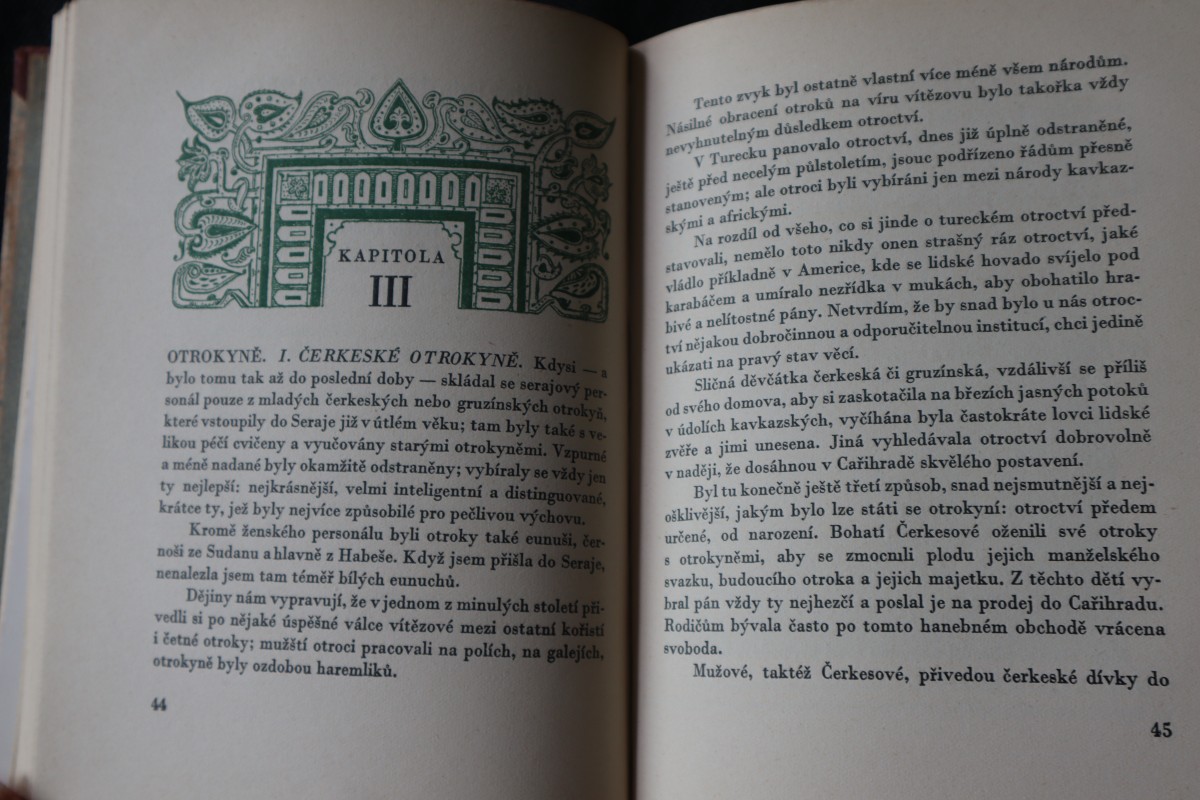 KAPITOLA
III
OTROKYNĚ. I. ČERKESKÉ OTROKYNĚ. Kdysi — a
bylo tomu tak až do poslední doby — skládal se serajový per-
sonál pouze z mladých čerkeských nebo gruzínských otrokyň,
které vstoupily do Seraje již v útlém věku; tam byly také s ve-
likou péčí cvičeny a vyučovány starými otrokyněmi. Vzpurné
a méně nadané byly okamžitě odstraněny; vybíraly se vždy jen
ty nejlepší: nejkrásnější, velmi inteligentní a distinguované,
krátce ty, jež byly nejvíce způsobilé pro pečlivou výchovu.
Kromě ženského personálu byli otroky také eunuši, čer-
noši ze Sudanu a hlavně z Habeše. Když jsem přišla do Seraje,
nenalezla jsem tam téměř bílých eunuchů.
Dějiny nám vypravují, že v jednom z minulých století při-
vedli si po nějaké úspěšné válce vítězové mezi ostatní kořistí
i četné otroky; mužští otroci pracovali na polích, na galejích,
otrokyně byly ozdobou haremliků.
44
Tento zvyk byl ostatně vlastní více méně všem národům.
Násilné obracení otroků na víru vítězovu bylo takořka vždy
nevyhnutelným důsledkem otroctví.
V Turecku panovalo otroctví, dnes již úplně odstraněné,
ještě před necelým půlstoletím, jsouc podřízeno řádům přesně
stanoveným; ale otroci byli vybíráni jen mezi národy kavkaz-
skými a africkými.
Na rozdíl od všeho, co si jinde o tureckém otroctví před-
stavovali, nemělo toto nikdy onen strašný ráz otroctví, jaké
vládlo příkladně v Americe, kde se lidské hovado svíjelo pod
karabáčem a umíralo nezřídka v mukách, aby obohatilo hra-
bivé a nelítostné pány. Netvrdím, že by snad bylo u nás otroc-
tví nějakou dobročinnou a odporučitelnou institucí, chci jedině
ukázati na pravý stav věcí.
Sličná děvčátka čerkeská či gruzínská, vzdálivší se příliš
od svého domova, aby si zaskotačila na březích jasných potoků
v údolích kavkazských, vyčíhána byla častokráte lovci lidské
zvěře a jimi unesena. Jiná vyhledávala otroctví dobrovolně
v naději, že dosáhnou v Cařihradě skvělého postavení.
Byl tu konečně ještě třetí způsob, snad nejsmutnější a nej-
ošklivější, jakým bylo lze státi se otrokyní: otroctví předem
určené, od narození. Bohatí Čerkesové oženili své otroky
s otrokyněmi, aby se zmocnili plodu jejich manželského
svazku, budoucího otroka a jejich majetku. Z těchto dětí vy-
bral pán vždy ty nejhezčí a poslal je na prodej do Cařihradu.
Rodičům bývala často po tomto hanebném obchodě vrácena
svoboda.
Mužové, taktéž Čerkesové, přivedou čerkeské dívky do
45